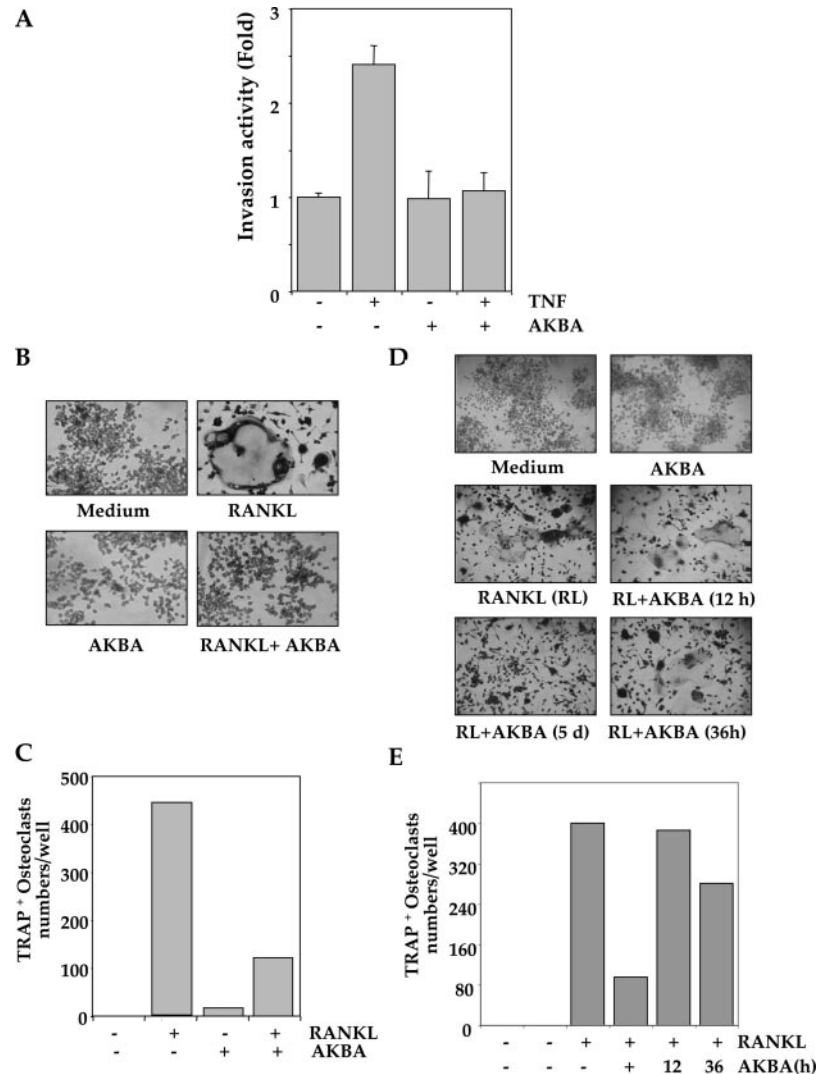 A
Invasion activity (Fold)
3
2
1
0
- + - + TNF
- - + + AKBA
B
Medium RANKL
AKBA RANKL+ AKBA
D
Medium AKBA
RANKL (RL) RL+AKBA (12 h)
RL+AKBA (5 d) RL+AKBA (36h)
C
TRAP + Osteoclasts
numbers/well
500
400
300
200
100
0
- + - + RANKL
- - + + AKBA
E
TRAP + Osteoclasts
numbers/well
400
320
240
160
80
0
- - + + + + RANKL
- - - + 12 36 AKBA(h)